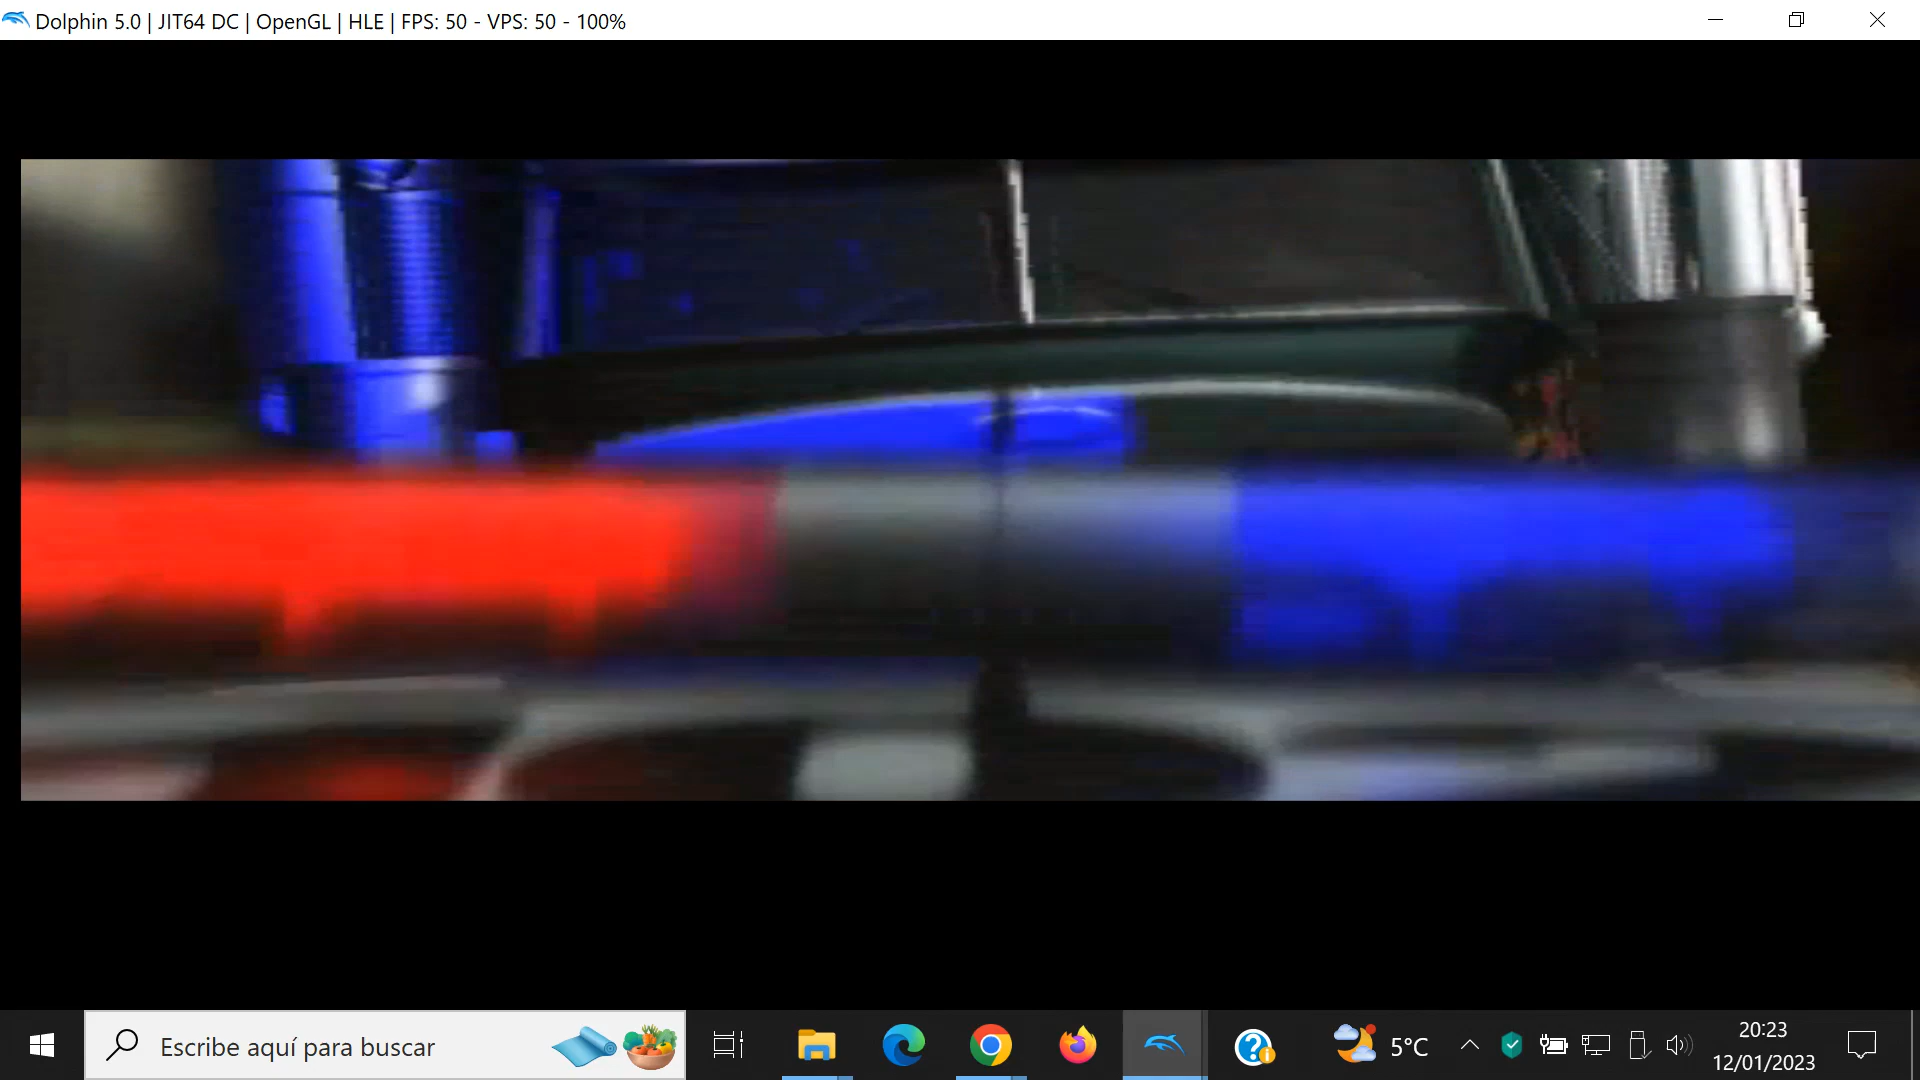 Dolphin 5.0 | JIT64 DC | OpenGL | HLE | FPS: 50 - VPS: 50 - 100%
Escribe aquí para buscar
5°C
20:23
12/01/2023